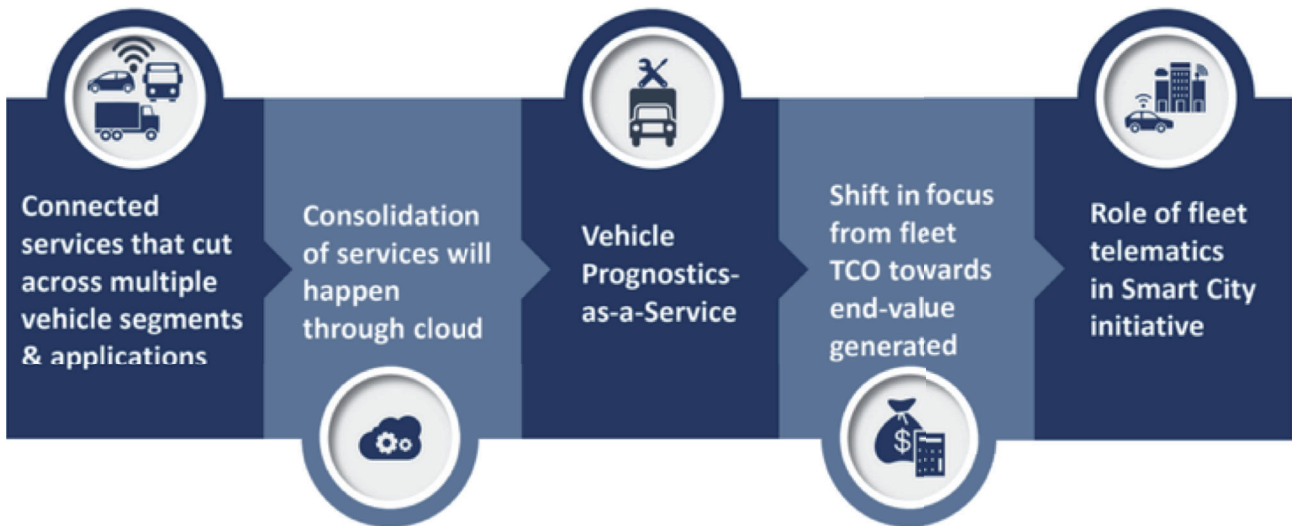 Connected
services that cut
across multiple
vehicle segments
& applications
Consolidation
of services will
happen
through cloud
Vehicle
Prognostics-
as-a-Service
Shift in focus
from fleet
TCO towards
end-value
generated
$
Role of fleet
telematics
in Smart City
initiative